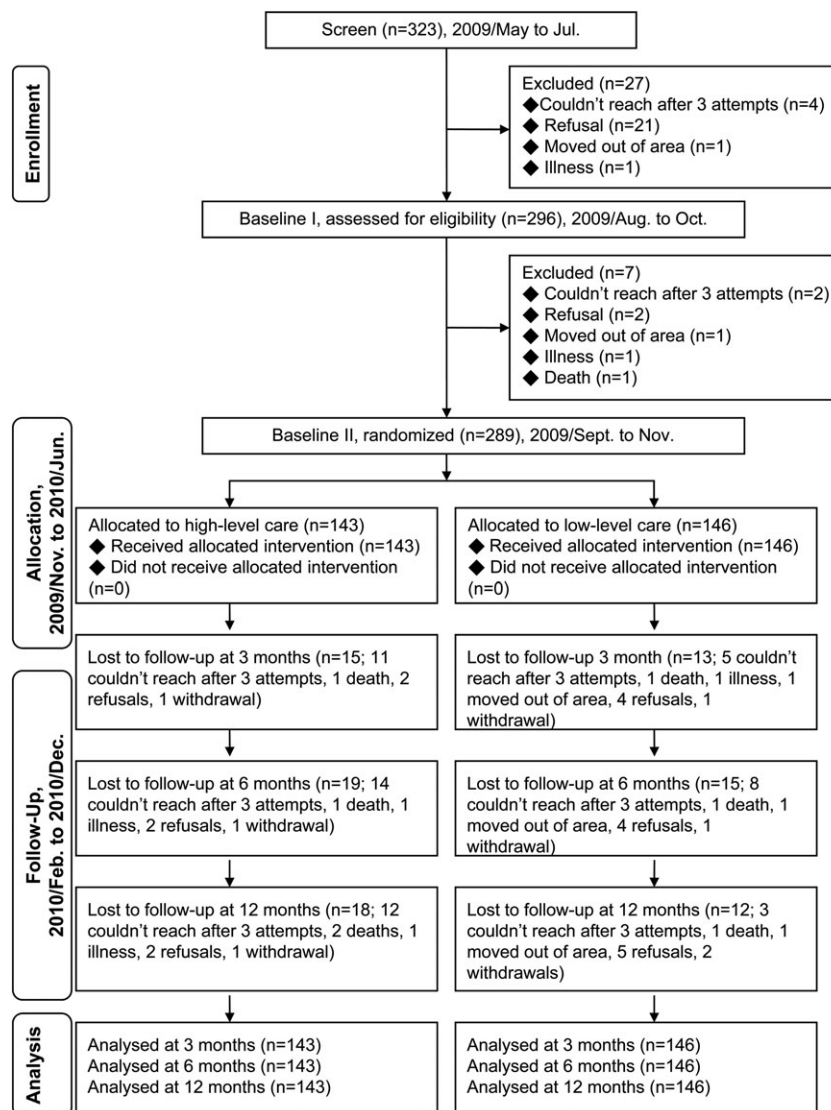 Screen (n=323), 2009/May to Jul.
Enrollment
Excluded (n=27)
◆Couldn't reach after 3 attempts (n=4)
◆ Refusal (n=21)
◆ Moved out of area (n=1)
◆ Illness (n=1)
Baseline I, assessed for eligibility (n=296), 2009/Aug. to Oct.
Excluded (n=7)
◆ Couldn't reach after 3 attempts (n=2)
◆ Refusal (n=2)
◆ Moved out of area (n=1)
◆ Illness (n=1)
◆ Death (n=1)
Baseline II, randomized (n=289), 2009/Sept. to Nov.
Allocation,
2009/Nov. to 2010/Jun.
Allocated to high-level care (n=143)
◆ Received allocated intervention (n=143)
◆ Did not receive allocated intervention
(n=0)
Allocated to low-level care (n=146)
◆ Received allocated intervention (n=146)
◆ Did not receive allocated intervention
(n=0)
Follow-Up,
2010/Feb. to 2010/Dec.
Lost to follow-up at 3 months (n=15; 11
couldn't reach after 3 attempts, 1 death, 2
refusals, 1 withdrawal)
Lost to follow-up 3 month (n=13; 5 couldn't
reach after 3 attempts, 1 death, 1 illness, 1
moved out of area, 4 refusals, 1
withdrawal)
Lost to follow-up at 6 months (n=19; 14
couldn't reach after 3 attempts, 1 death, 1
illness, 2 refusals, 1 withdrawal)
Lost to follow-up at 6 months (n=15; 8
couldn't reach after 3 attempts, 1 death, 1
moved out of area, 4 refusals, 1
withdrawal)
Lost to follow-up at 12 months (n=18; 12
couldn't reach after 3 attempts, 2 deaths, 1
illness, 2 refusals, 1 withdrawal)
Lost to follow-up at 12 months (n=12; 3
couldn't reach after 3 attempts, 1 death, 1
moved out of area, 5 refusals, 2
withdrawals)
Analysis
Analysed at 3 months (n=143)
Analysed at 6 months (n=143)
Analysed at 12 months (n=143)
Analysed at 3 months (n=146)
Analysed at 6 months (n=146)
Analysed at 12 months (n=146)